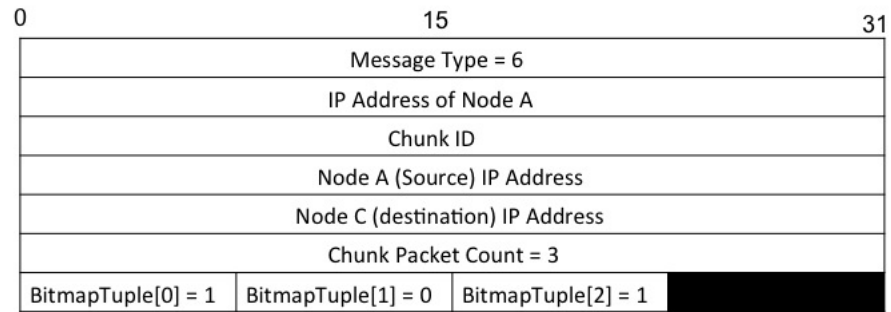 0 15 31
Message Type = 6
IP Address of Node A
Chunk ID
Node A (Source) IP Address
Node C (destination) IP Address
Chunk Packet Count = 3
BitmapTuple[0] = 1 BitmapTuple[1] = 0 BitmapTuple[2] = 1